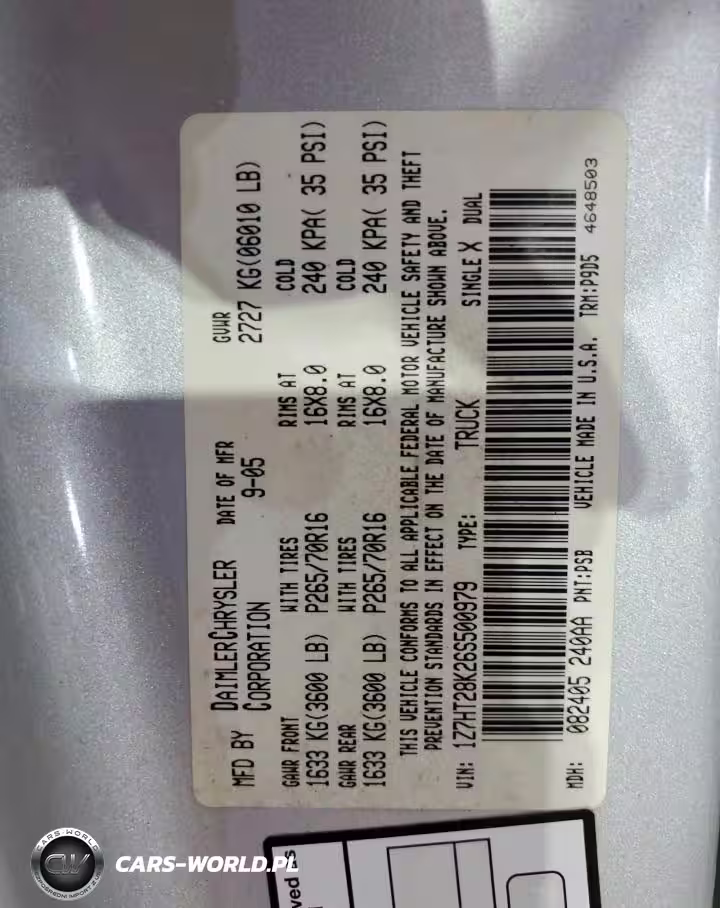 MFD BY DAIMLERCHRYSLER CORPORATION DATE OF MFR 9-05 GVWR 2727 KG(06010 LB)
GAWR FRONT WITH TIRES RIMS AT COLD
1633 KG(3600 LB) P265/70R16 16X8.0 240 KPA( 35 PSI)
GAWR REAR WITH TIRES RIMS AT COLD
1633 KG(3600 LB) P265/70R16 16X8.0 240 KPA( 35 PSI)
THIS VEHICLE CONFORMS TO ALL APPLICABLE FEDERAL MOTOR VEHICLE SAFETY AND THEFT
PREVENTION STANDARDS IN EFFECT ON THE DATE OF MANUFACTURE SHOWN ABOVE.
VIN: 1Z7HT28K26S500979 TYPE: TRUCK SINGLE X DUAL
MDH: 082405 240AA PNT:PSB VEHICLE MADE IN U.S.A. TRM:P9D5
4648503
CARS-WORLD
CW
CARS-WORLD.PL